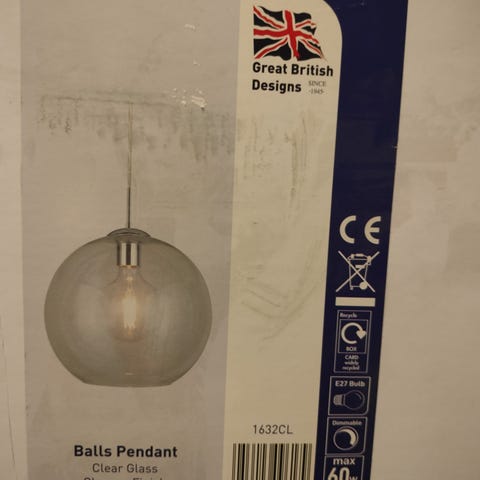 Great British
Designs
SINCE
-1945-
CE
Recycle
BOX
CARD
widely
recycled
E27 Bulb
1632CL
Dimmable
Balls Pendant
max
Clear Glass
60w